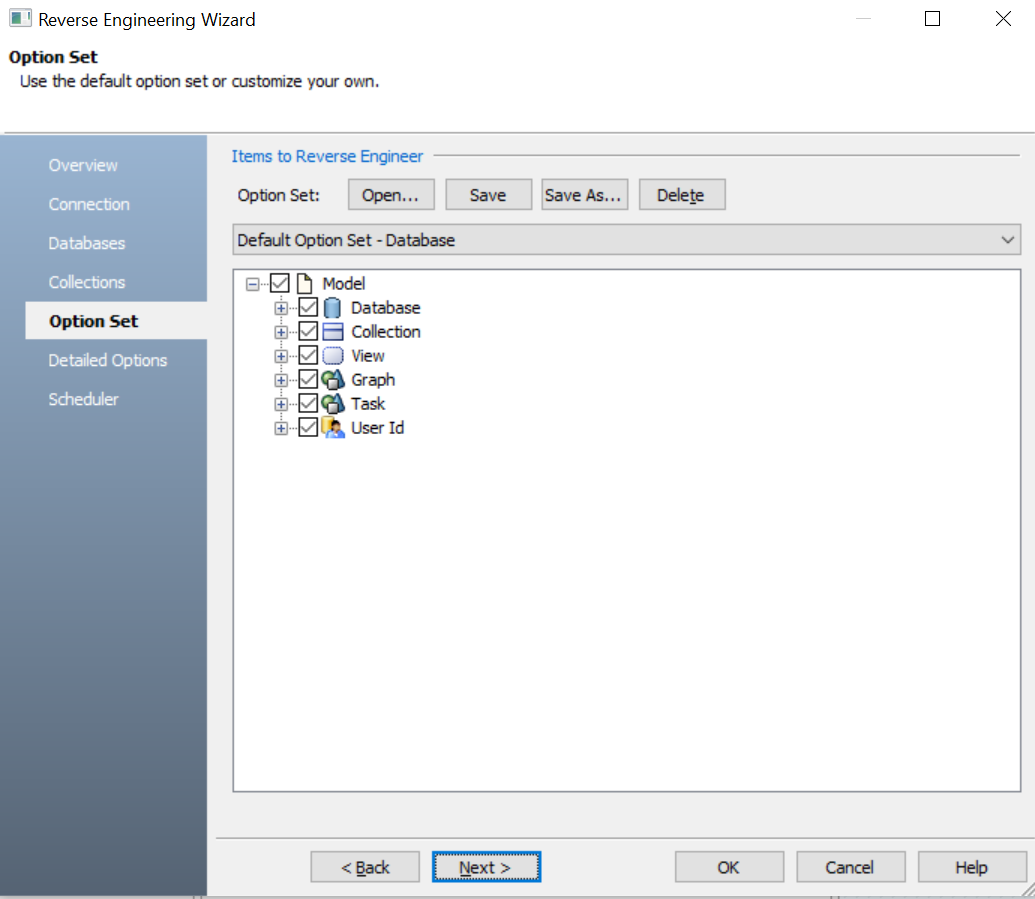 Reverse Engineering Wizard
Option Set
Use the default option set or customize your own.
Overview
Connection
Databases
Collections
Option Set
Detailed Options
Scheduler
Items to Reverse Engineer
Option Set: Open... Save Save As... Delete
Default Option Set - Database
Model
Database
Collection
View
Graph
Task
User Id
< Back Next > OK Cancel Help